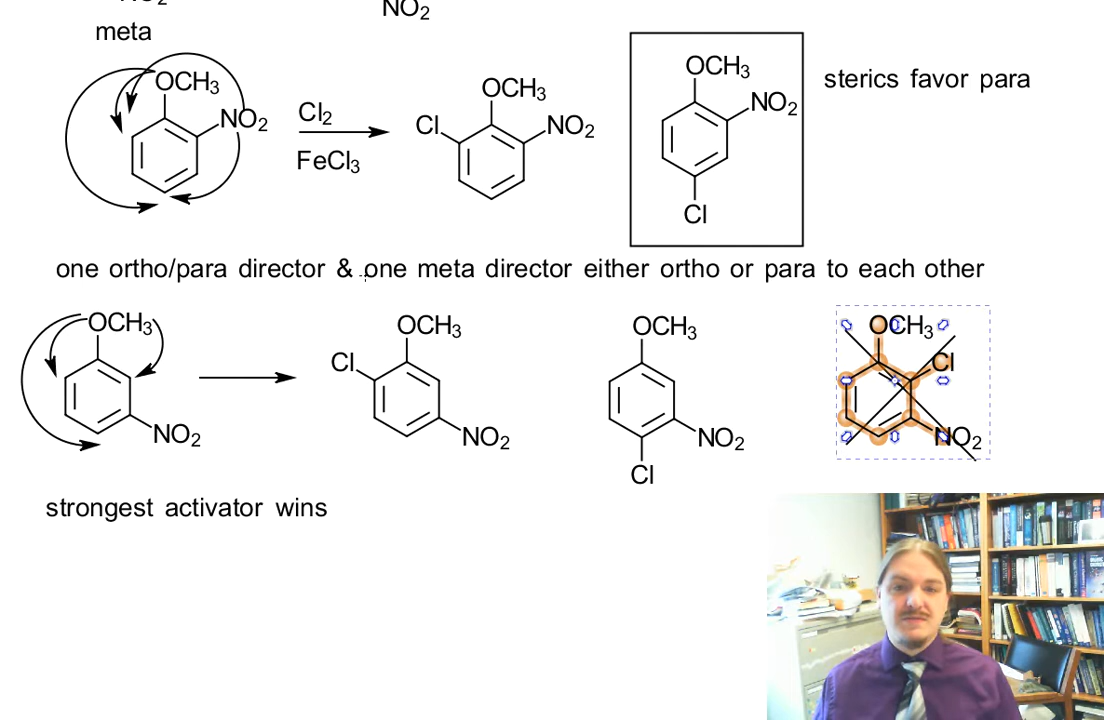 NO2
meta
OCH3
NO2
Cl2
FeCl3
OCH3
Cl
NO2
OCH3
NO2
Cl
sterics favor para
one ortho/para director & one meta director either ortho or para to each other
OCH3
NO2
OCH3
Cl
NO2
OCH3
NO2
Cl
OCH3
Cl
NO2
strongest activator wins